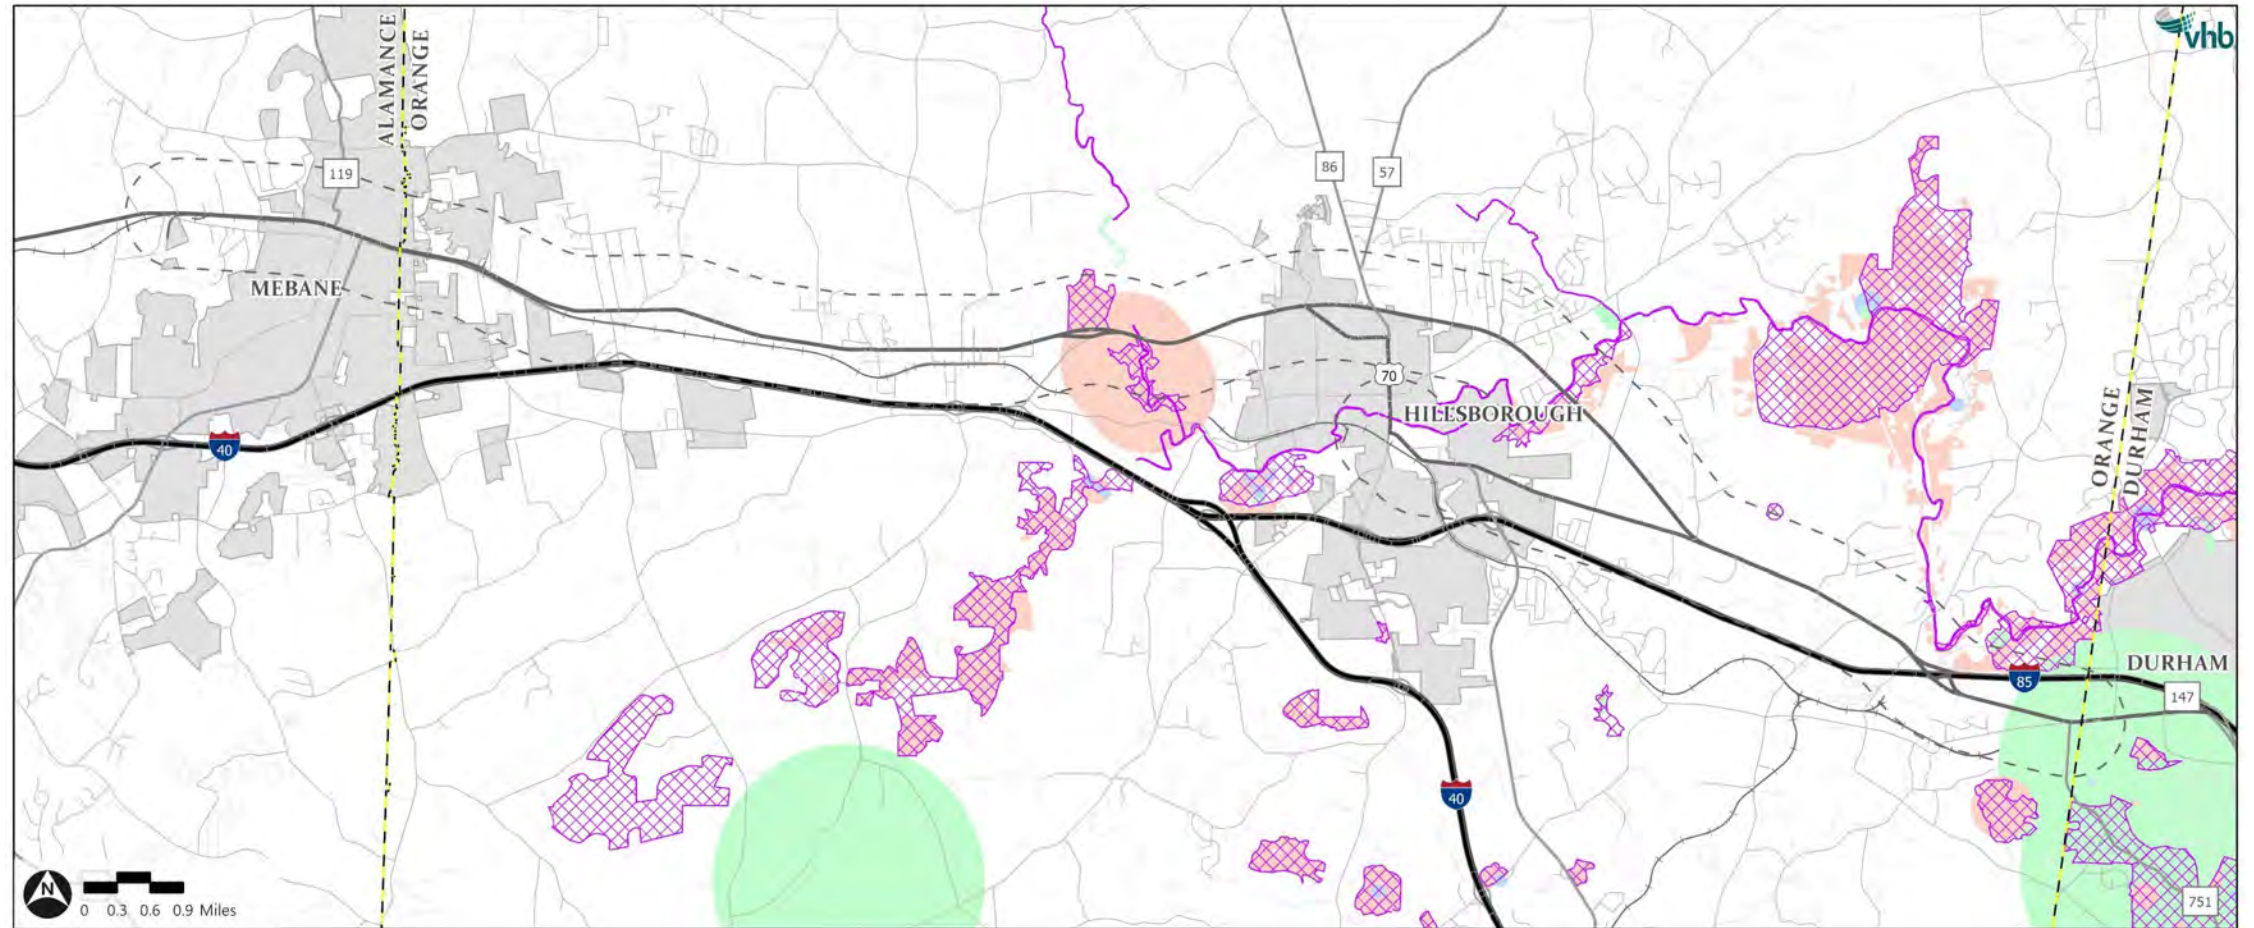 vhb
ALAMANCE
ORANGE
86
57
119
MEBANE
70
HILLSBOROUGH
40
ORANGE
DURHAM
DURHAM
85
147
40
751
N
0 0.3 0.6 0.9 Miles